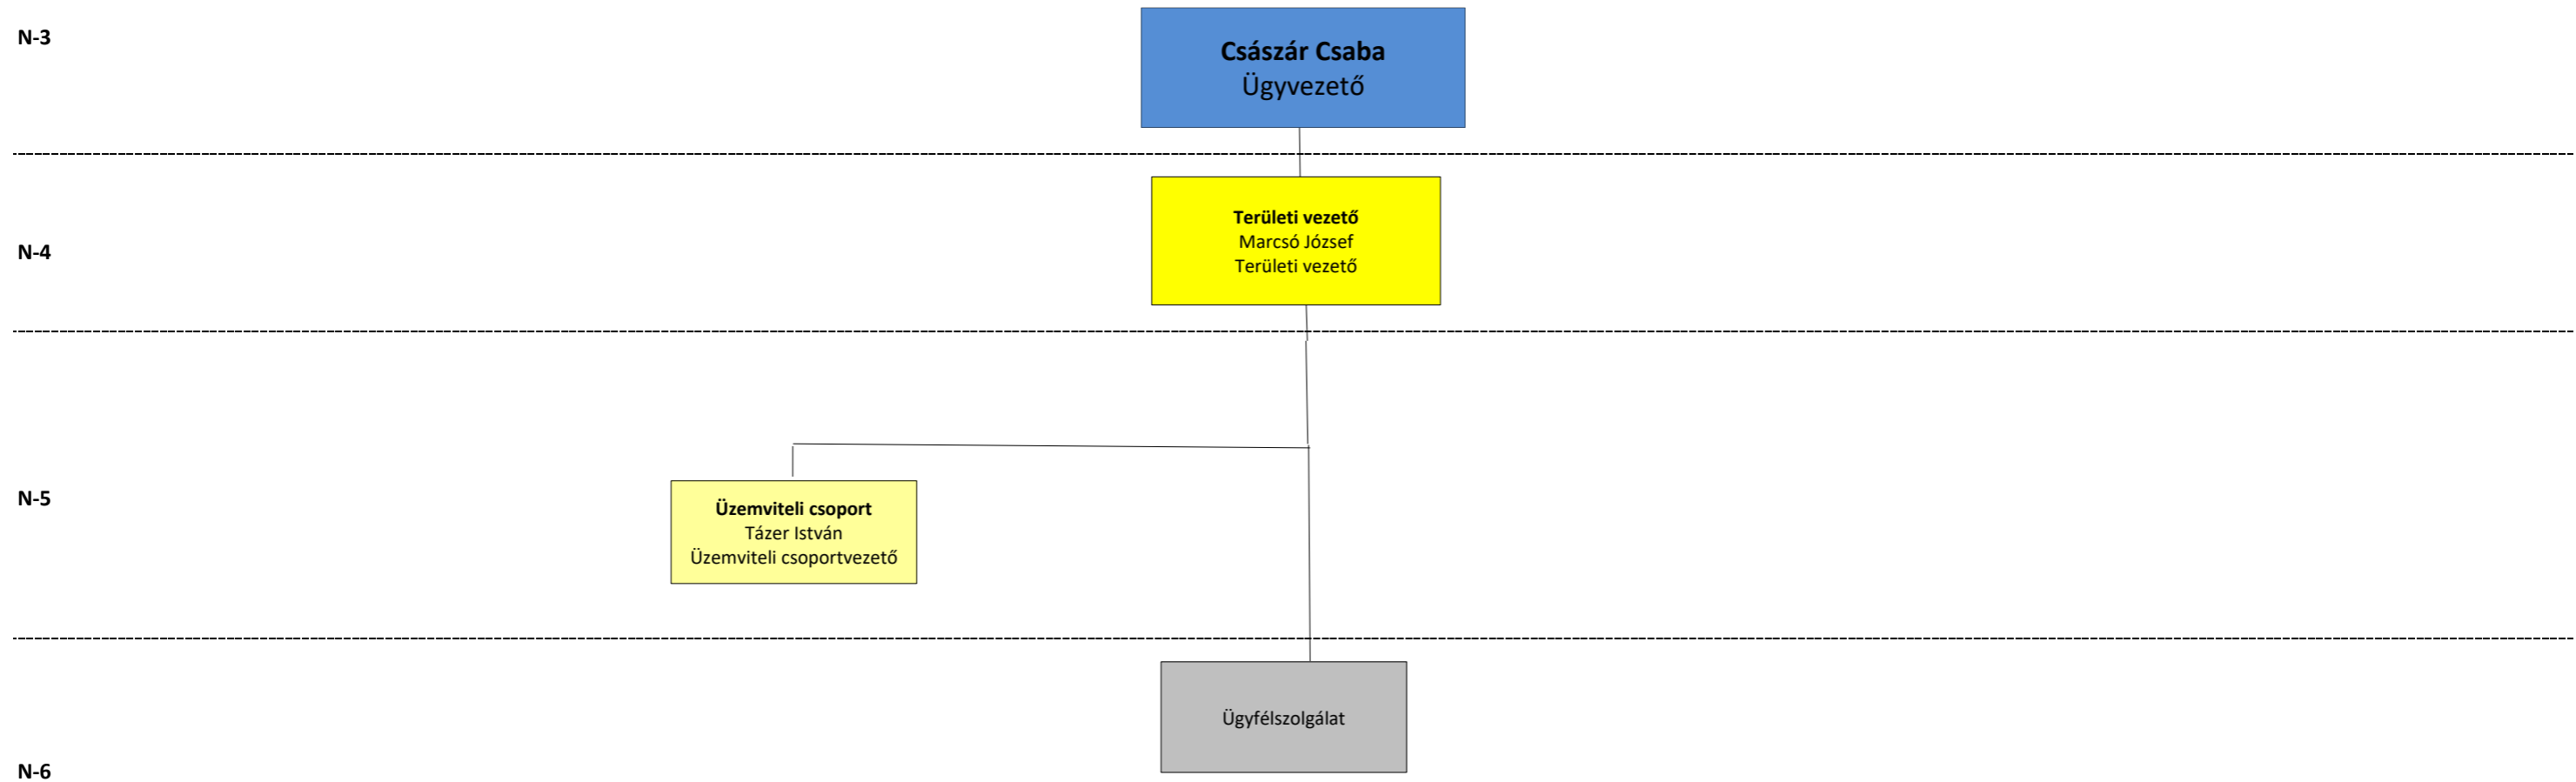 N-3
Császár Csaba
Ügyvezető
N-4
Területi vezető
Marcsó József
Területi vezető
N-5
Üzemviteli csoport
Tázer István
Üzemviteli csoportvezető
Ügyfélszolgálat
N-6